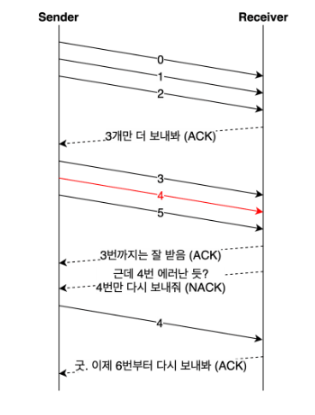 Sender Receiver
0
1
2
3개만 더 보내봐 (ACK)
3
4
5
3번까지는 잘 받음 (ACK)
근데 4번 에러난 듯?
4번만 다시 보내줘 (NACK)
4
굿. 이제 6번부터 다시 보내봐 (ACK)